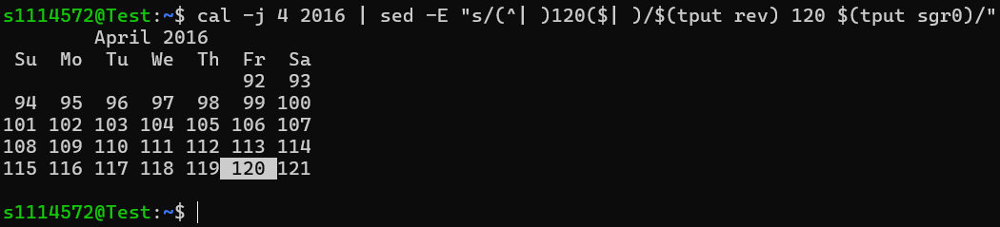 s1114572@Test:~$ cal -j 4 2016 | sed -E "s/(^| )120($| )/$(tput rev) 120 $(tput sgr0)/"
       April 2016
 Su  Mo  Tu  We  Th  Fr  Sa
                     92  93
 94  95  96  97  98  99 100
101 102 103 104 105 106 107
108 109 110 111 112 113 114
115 116 117 118 119 120 121
s1114572@Test:~$